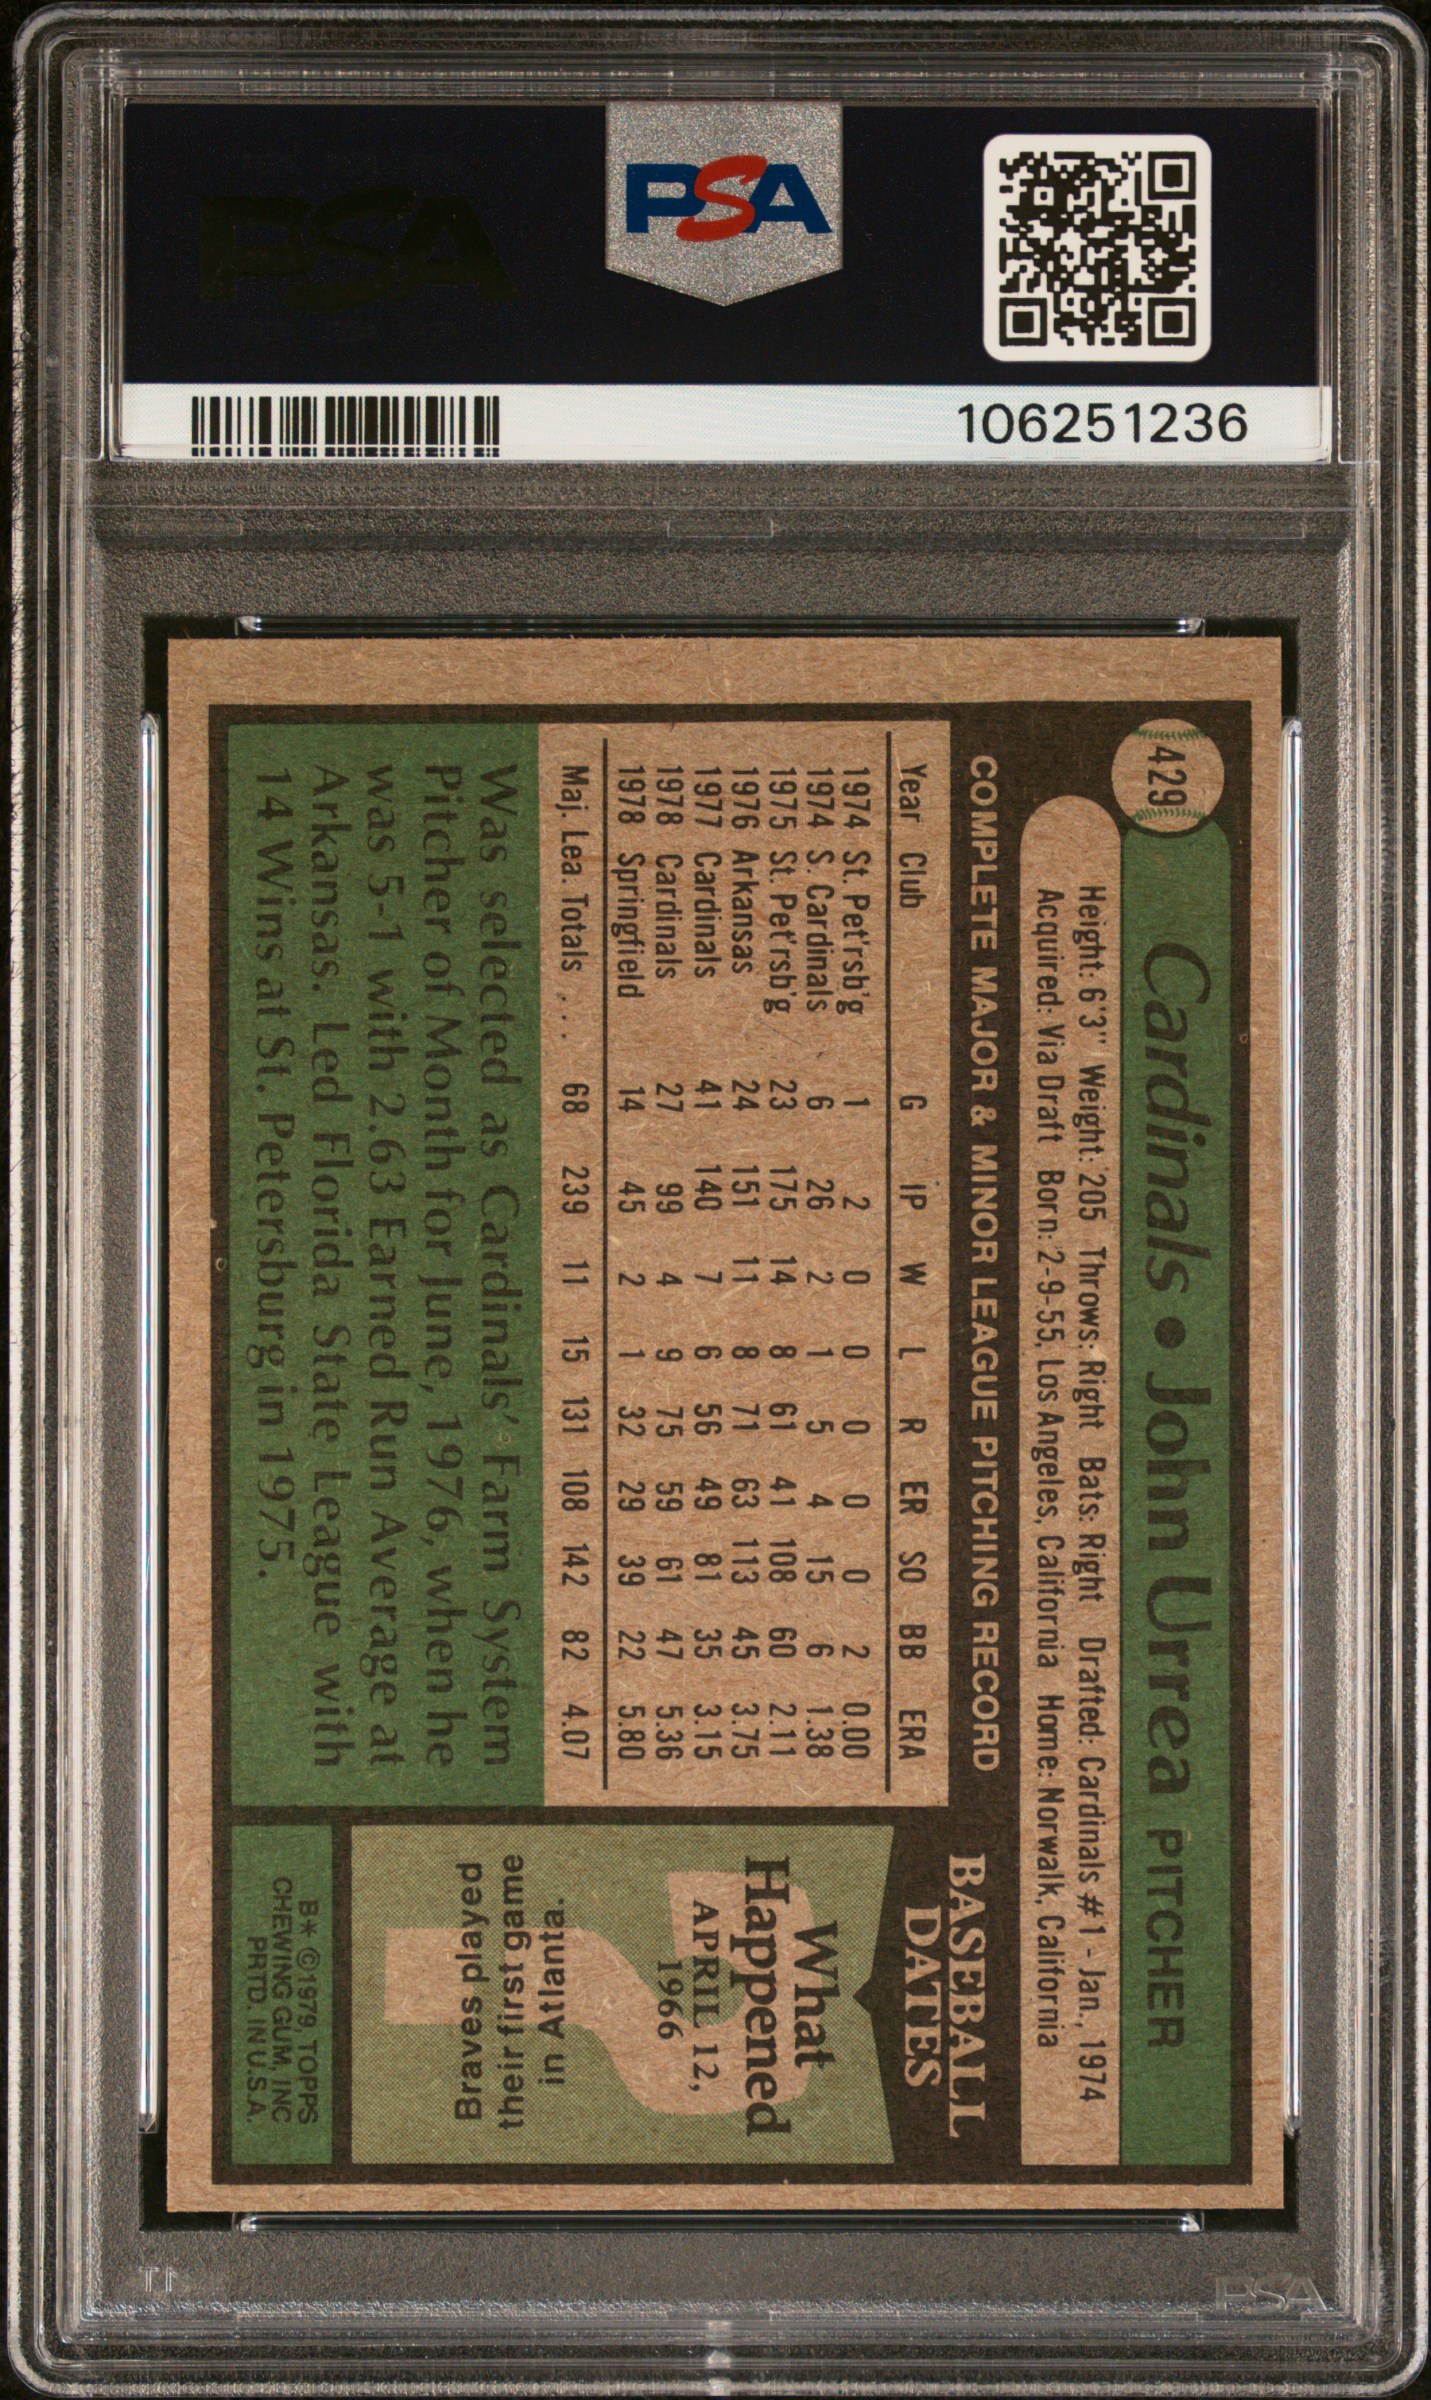 PSA
PSA
106251236
429
Cardinals • John Urrea PITCHER
Height: 6'3" Weight: 205 Throws: Right Bats: Right Drafted: Cardinals #1 - Jan., 1974
Acquired: Via Draft Born: 2-9-55, Los Angeles, California Home: Norwalk, California
COMPLETE MAJOR & MINOR LEAGUE PITCHING RECORD
Year Club G IP W L R ER SO BB ERA
1974 St. Pet'rsb'g 1 2 0 0 0 0 0 2 0.00
1974 S. Cardinals 6 26 2 1 5 4 15 6 1.38
1975 St. Pet'rsb'g 23 175 14 8 61 41 108 60 2.11
1976 Arkansas 24 151 11 8 71 63 113 45 3.75
1977 Cardinals 41 140 7 6 56 49 81 35 3.15
1978 Cardinals 27 99 4 9 75 59 61 47 5.36
1978 Springfield 14 45 2 1 32 29 39 22 5.80
Maj. Lea. Totals . . . 68 239 11 15 131 108 142 82 4.07
Was selected as Cardinals' Farm System
Pitcher of Month for June, 1976, when he
was 5-1 with 2.63 Earned Run Average at
Arkansas. Led Florida State League with
14 Wins at St. Petersburg in 1975.
BASEBALL
DATES
What
Happened
APRIL 12,
1966
Braves played
their first game
in Atlanta.
B* ©1979, TOPPS
CHEWING GUM, INC
PRTD. IN U.S.A.
PSA